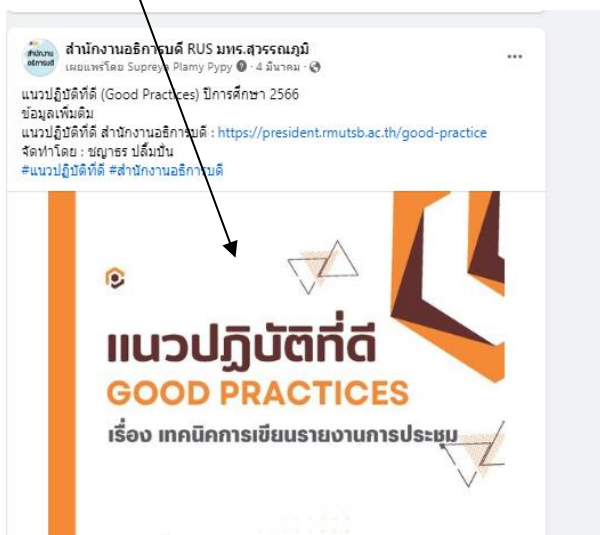 สำนักงานอธิการบดี RUS มทร.สุวรรณภูมิ
เผยแพร่โดย Supreya Plamy Pypy · 4 มีนาคม ·
แนวปฏิบัติที่ดี (Good Practices) ปีการศึกษา 2566
ข้อมูลเพิ่มเติม
แนวปฏิบัติที่ดี สำนักงานอธิการบดี : https://president.rmutsb.ac.th/good-practice
จัดทำโดย : ชญาธร ปลื้มปั่น
#แนวปฏิบัติที่ดี #สำนักงานอธิการบดี
แนวปฏิบัติที่ดี
GOOD PRACTICES
เรื่อง เทคนิคการเขียนรายงานการประชุม